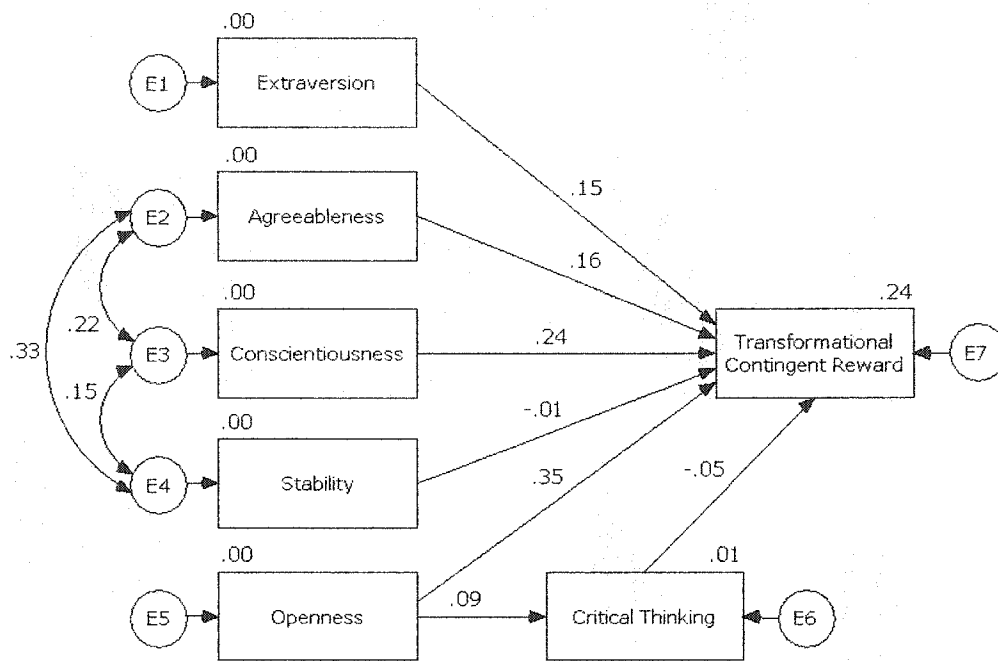 .00
E1
Extraversion
.00
.15
E2
Agreeableness
.16
.00
.24
.22
.33
E3
Conscientiousness
.24
Transformational
Contingent Reward
E7
.15
.00
-.01
E4
Stability
.35
-.05
.00
.01
E5
Openness
.09
Critical Thinking
E6